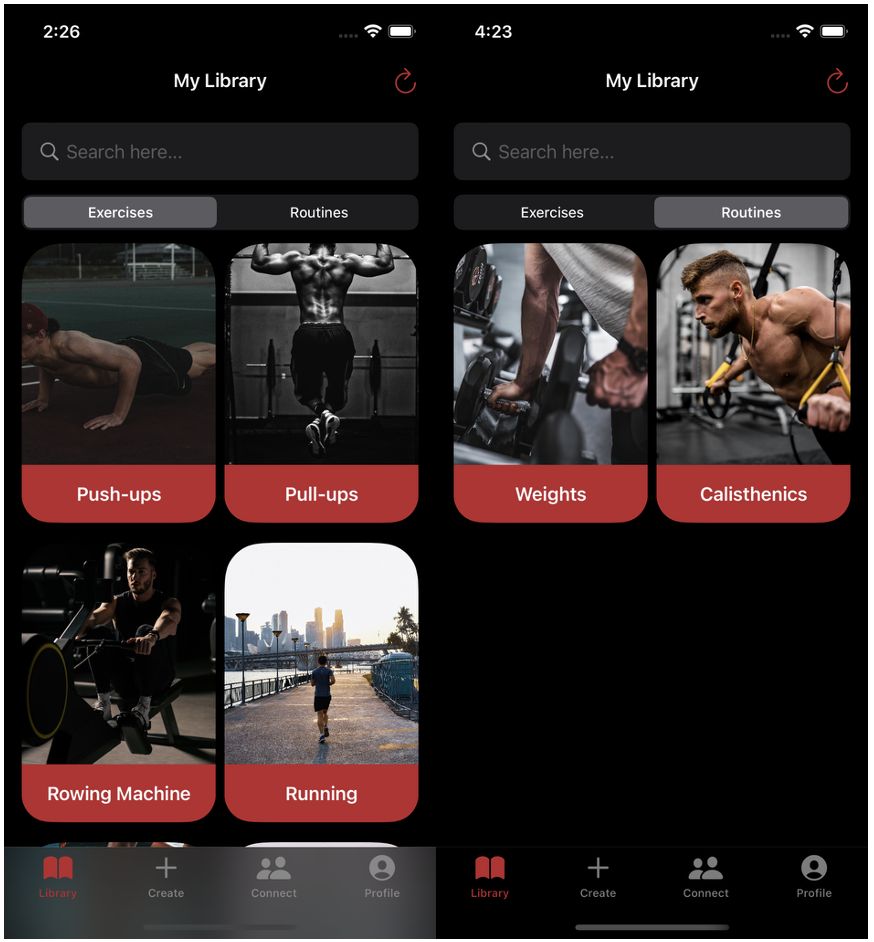 2:26
My Library
Search here...
Exercises Routines
Push-ups Pull-ups
Rowing Machine Running
Library Create Connect Profile
4:23
My Library
Search here...
Exercises Routines
Weights Calisthenics
Library Create Connect Profile